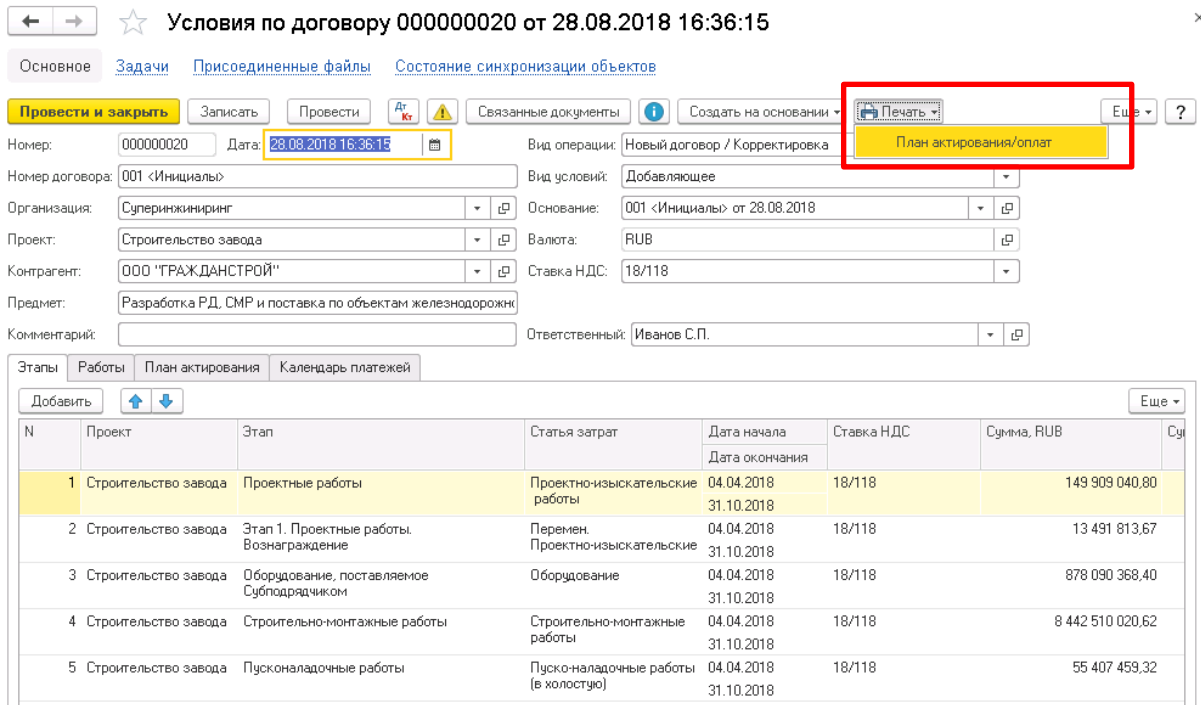 Условия по договору 000000020 от 28.08.2018 16:36:15
Основное Задачи Присоединенные файлы Состояние синхронизации объектов
Провести и закрыть Записать Провести Дт Кт Связанные документы Создать на основании Печать Еще ?
План актирования/оплат
Номер: 000000020 Дата: 28.08.2018 16:36:15 Вид операции: Новый договор / Корректировка
Номер договора: 001 <Инициалы> Вид условий: Добавляющее
Организация: Суперинжиниринг Основание: 001 <Инициалы> от 28.08.2018
Проект: Строительство завода Валюта: RUB
Контрагент: ООО "ГРАЖДАНСТРОЙ" Ставка НДС: 18/118
Предмет: Разработка РД, СМР и поставка по объектам железнодорожн
Комментарий: Ответственный: Иванов С.П.
Этапы Работы План актирования Календарь платежей
Добавить Еще
N Проект Этап Статья затрат Дата начала Ставка НДС Сумма, RUB
Дата окончания
1 Строительство завода Проектные работы Проектно-изыскательские 04.04.2018 18/118 149 909 040,80
работы 31.10.2018
2 Строительство завода Этап 1. Проектные работы. Перемен. 04.04.2018 18/118 13 491 813,67
Вознаграждение Проектно-изыскательские 31.10.2018
3 Строительство завода Оборудование, поставляемое Оборудование 04.04.2018 18/118 878 090 368,40
Субподрядчиком 31.10.2018
4 Строительство завода Строительно-монтажные работы Строительно-монтажные 04.04.2018 18/118 8 442 510 020,62
работы 31.10.2018
5 Строительство завода Пусконаладочные работы Пуско-наладочные работы 04.04.2018 18/118 55 407 459,32
(в холостую) 31.10.2018